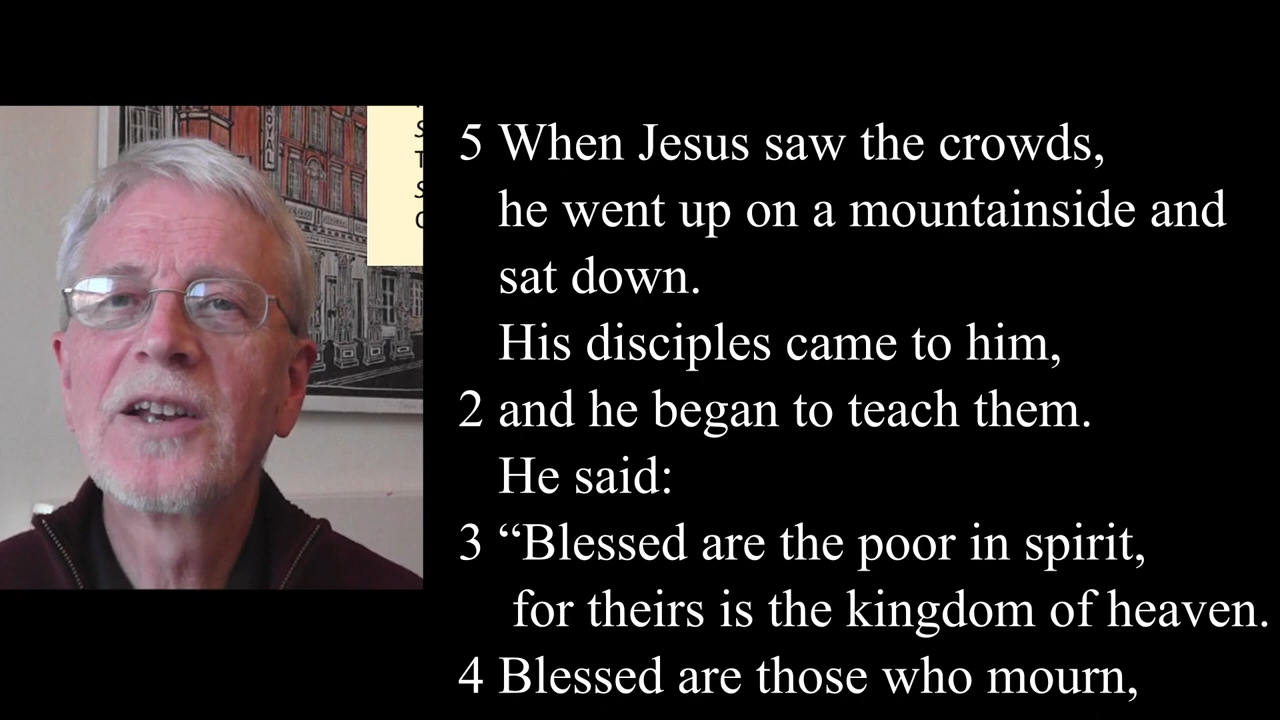 OYAL
S
T
S
5 When Jesus saw the crowds,
he went up on a mountainside and
sat down.
His disciples came to him,
2 and he began to teach them.
He said:
3 “Blessed are the poor in spirit,
for theirs is the kingdom of heaven.
4 Blessed are those who mourn,